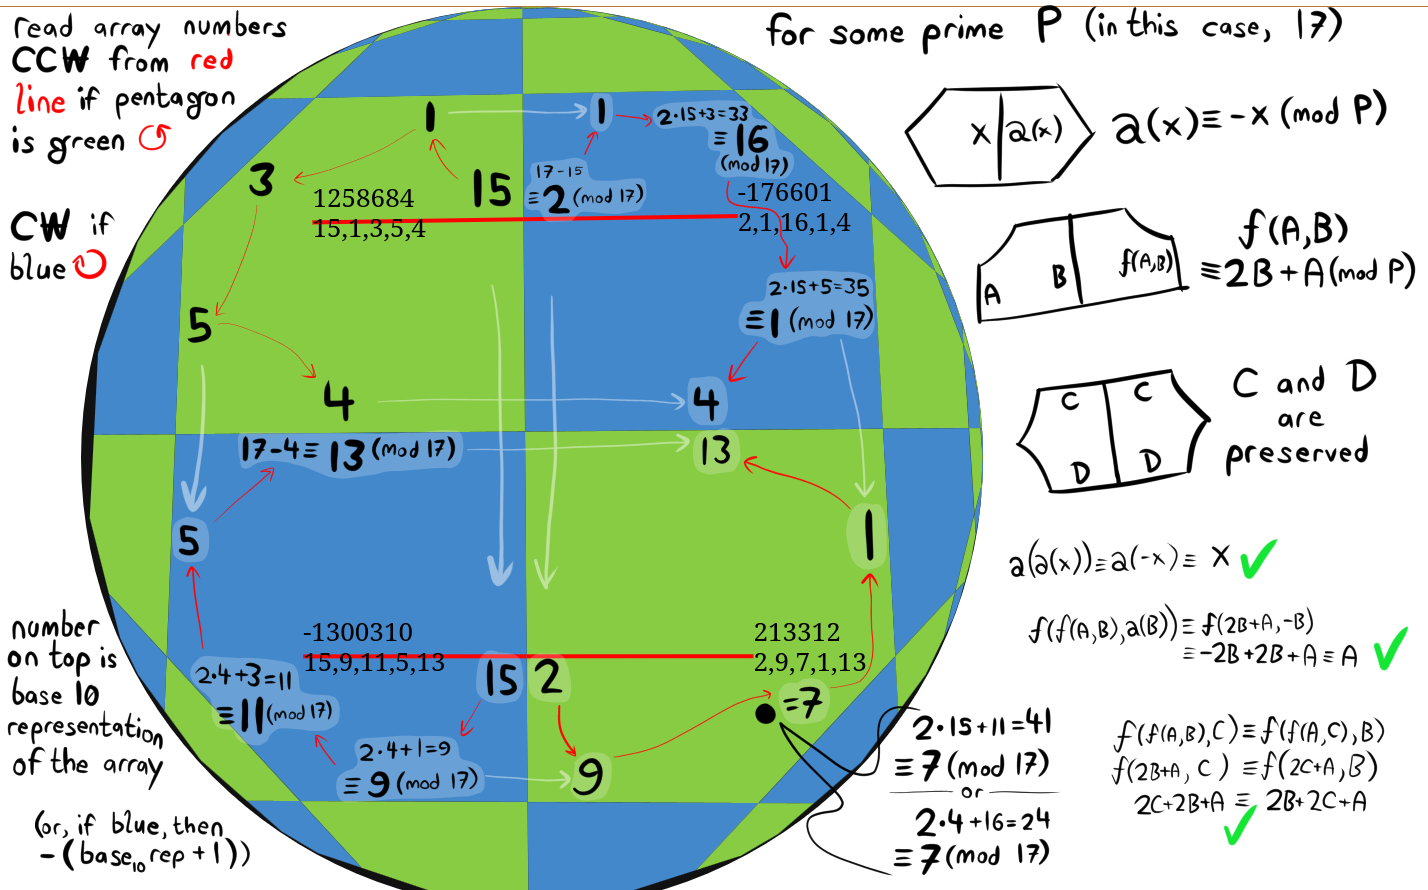 read array numbers
CCW from red
line if pentagon
is green
CW if
blue
number
on top is
base 10
representation
of the array
(or, if blue, then
-(base₁₀ rep +1))
for some prime P (in this case, 17)
1
3
15
1258684
15,1,3,5,4
5
4
1
2·15+3=33
≡16
(mod 17)
17-15
≡2 (mod 17)
-176601
2,1,16,1,4
2·15+5=35
≡1 (mod 17)
4
17-4≡13 (mod 17)
5
-1300310
15,9,11,5,13
15
2·4+3=11
≡11 (mod 17)
2·4+1=9
≡9 (mod 17)
13
1
213312
2,9,7,1,13
2
≡7
9
2·15+11=41
≡7 (mod 17)
or
2·4+16=24
≡7 (mod 17)
x a(x) a(x)≡-x (mod P)
A B f(A,B)
f(A,B)
≡2B+A (mod P)
C C
D D
C and D
are
preserved
a(a(x))≡a(-x)≡ x
f(f(A,B),a(B))≡f(2B+A,-B)
≡-2B+2B+A≡A
f(f(A,B),C)≡f(f(A,C),B)
f(2B+A, C) ≡f(2C+A,B)
2C+2B+A ≡ 2B+2C+A